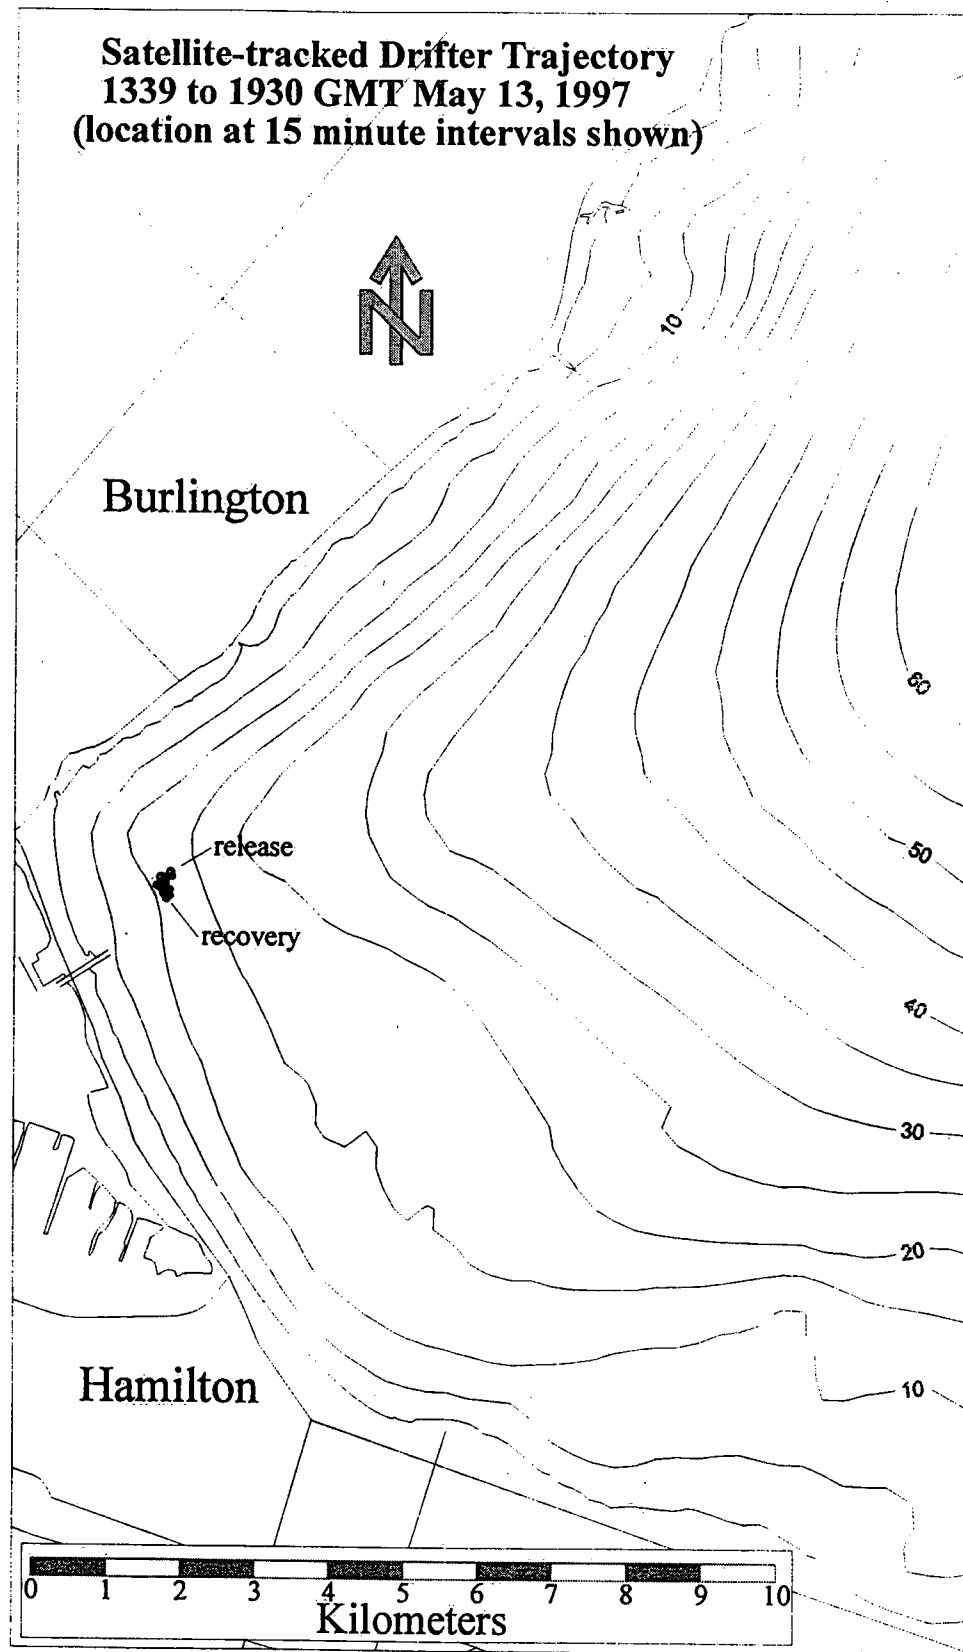 Satellite-tracked Drifter Trajectory
1339 to 1930 GMT May 13, 1997
(location at 15 minute intervals shown)
N
10
Burlington
60
release
50
recovery
40
30
20
Hamilton
10
0 1 2 3 4 5 6 7 8 9 10
Kilometers